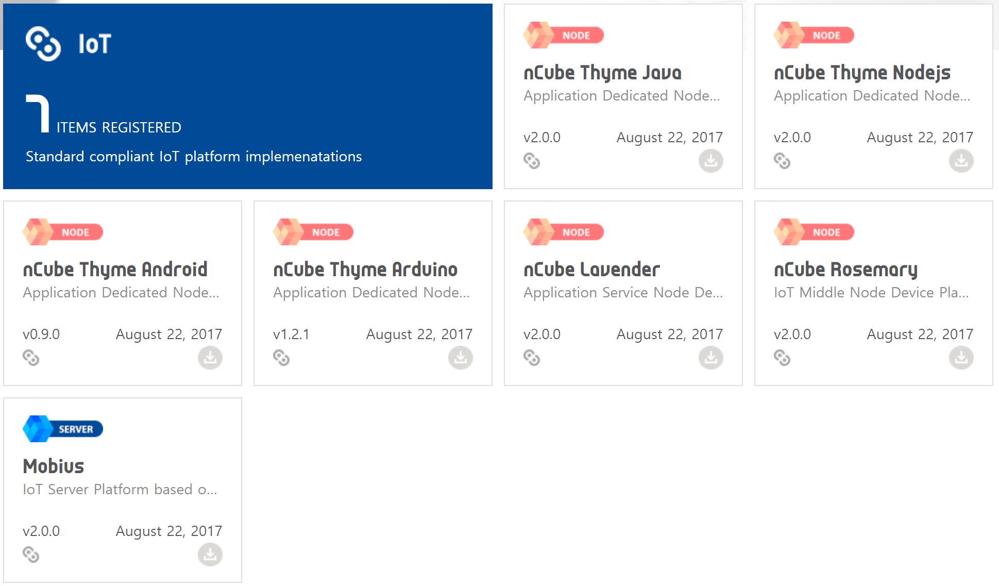 IoT
7 ITEMS REGISTERED
Standard compliant IoT platform implemenatations
NODE
nCube Thyme Java
Application Dedicated Node...
v2.0.0 August 22, 2017
NODE
nCube Thyme Nodejs
Application Dedicated Node...
v2.0.0 August 22, 2017
NODE
nCube Thyme Android
Application Dedicated Node...
v0.9.0 August 22, 2017
NODE
nCube Thyme Arduino
Application Dedicated Node...
v1.2.1 August 22, 2017
NODE
nCube Lavender
Application Service Node De...
v2.0.0 August 22, 2017
NODE
nCube Rosemary
IoT Middle Node Device Pla...
v2.0.0 August 22, 2017
SERVER
Mobius
IoT Server Platform based o...
v2.0.0 August 22, 2017